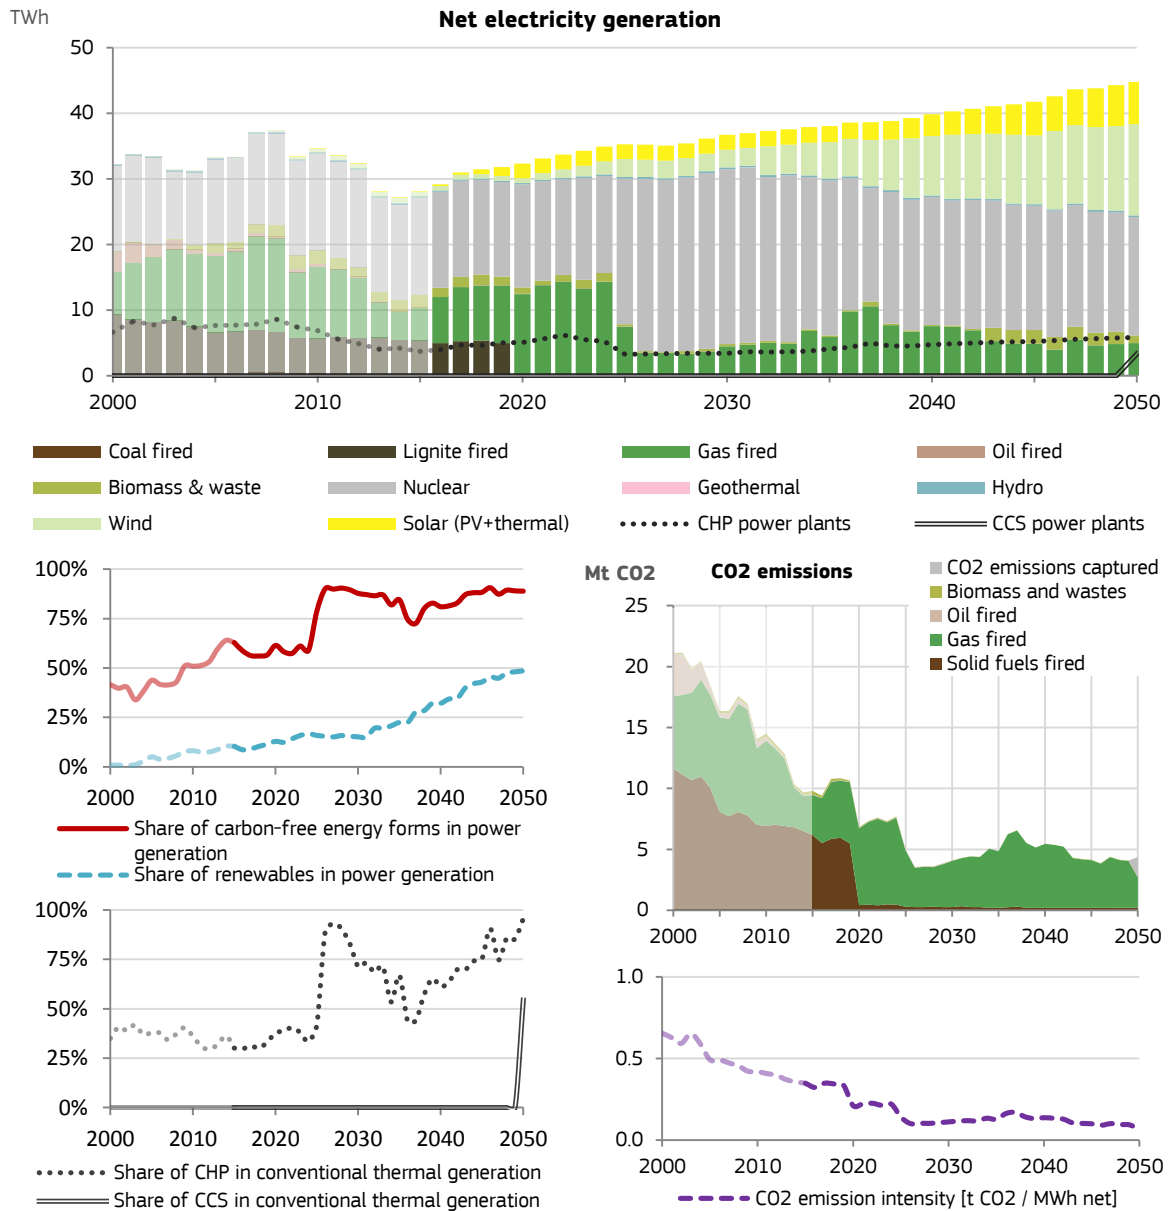 TWh
Net electricity generation
50
40
30
20
10
0
2000 2010 2020 2030 2040 2050
Coal fired Lignite fired Gas fired Oil fired
Biomass & waste Nuclear Geothermal Hydro
Wind Solar (PV+thermal) CHP power plants CCS power plants
100%
75%
50%
25%
0%
2000 2010 2020 2030 2040 2050
Share of carbon-free energy forms in power
generation
Share of renewables in power generation
Mt CO2 CO2 emissions
CO2 emissions captured
Biomass and wastes
Oil fired
Gas fired
Solid fuels fired
25
20
15
10
5
0
2000 2010 2020 2030 2040 2050
100%
75%
50%
25%
0%
2000 2010 2020 2030 2040 2050
Share of CHP in conventional thermal generation
Share of CCS in conventional thermal generation
1.0
0.5
0.0
2000 2010 2020 2030 2040 2050
CO2 emission intensity [t CO2 / MWh net]